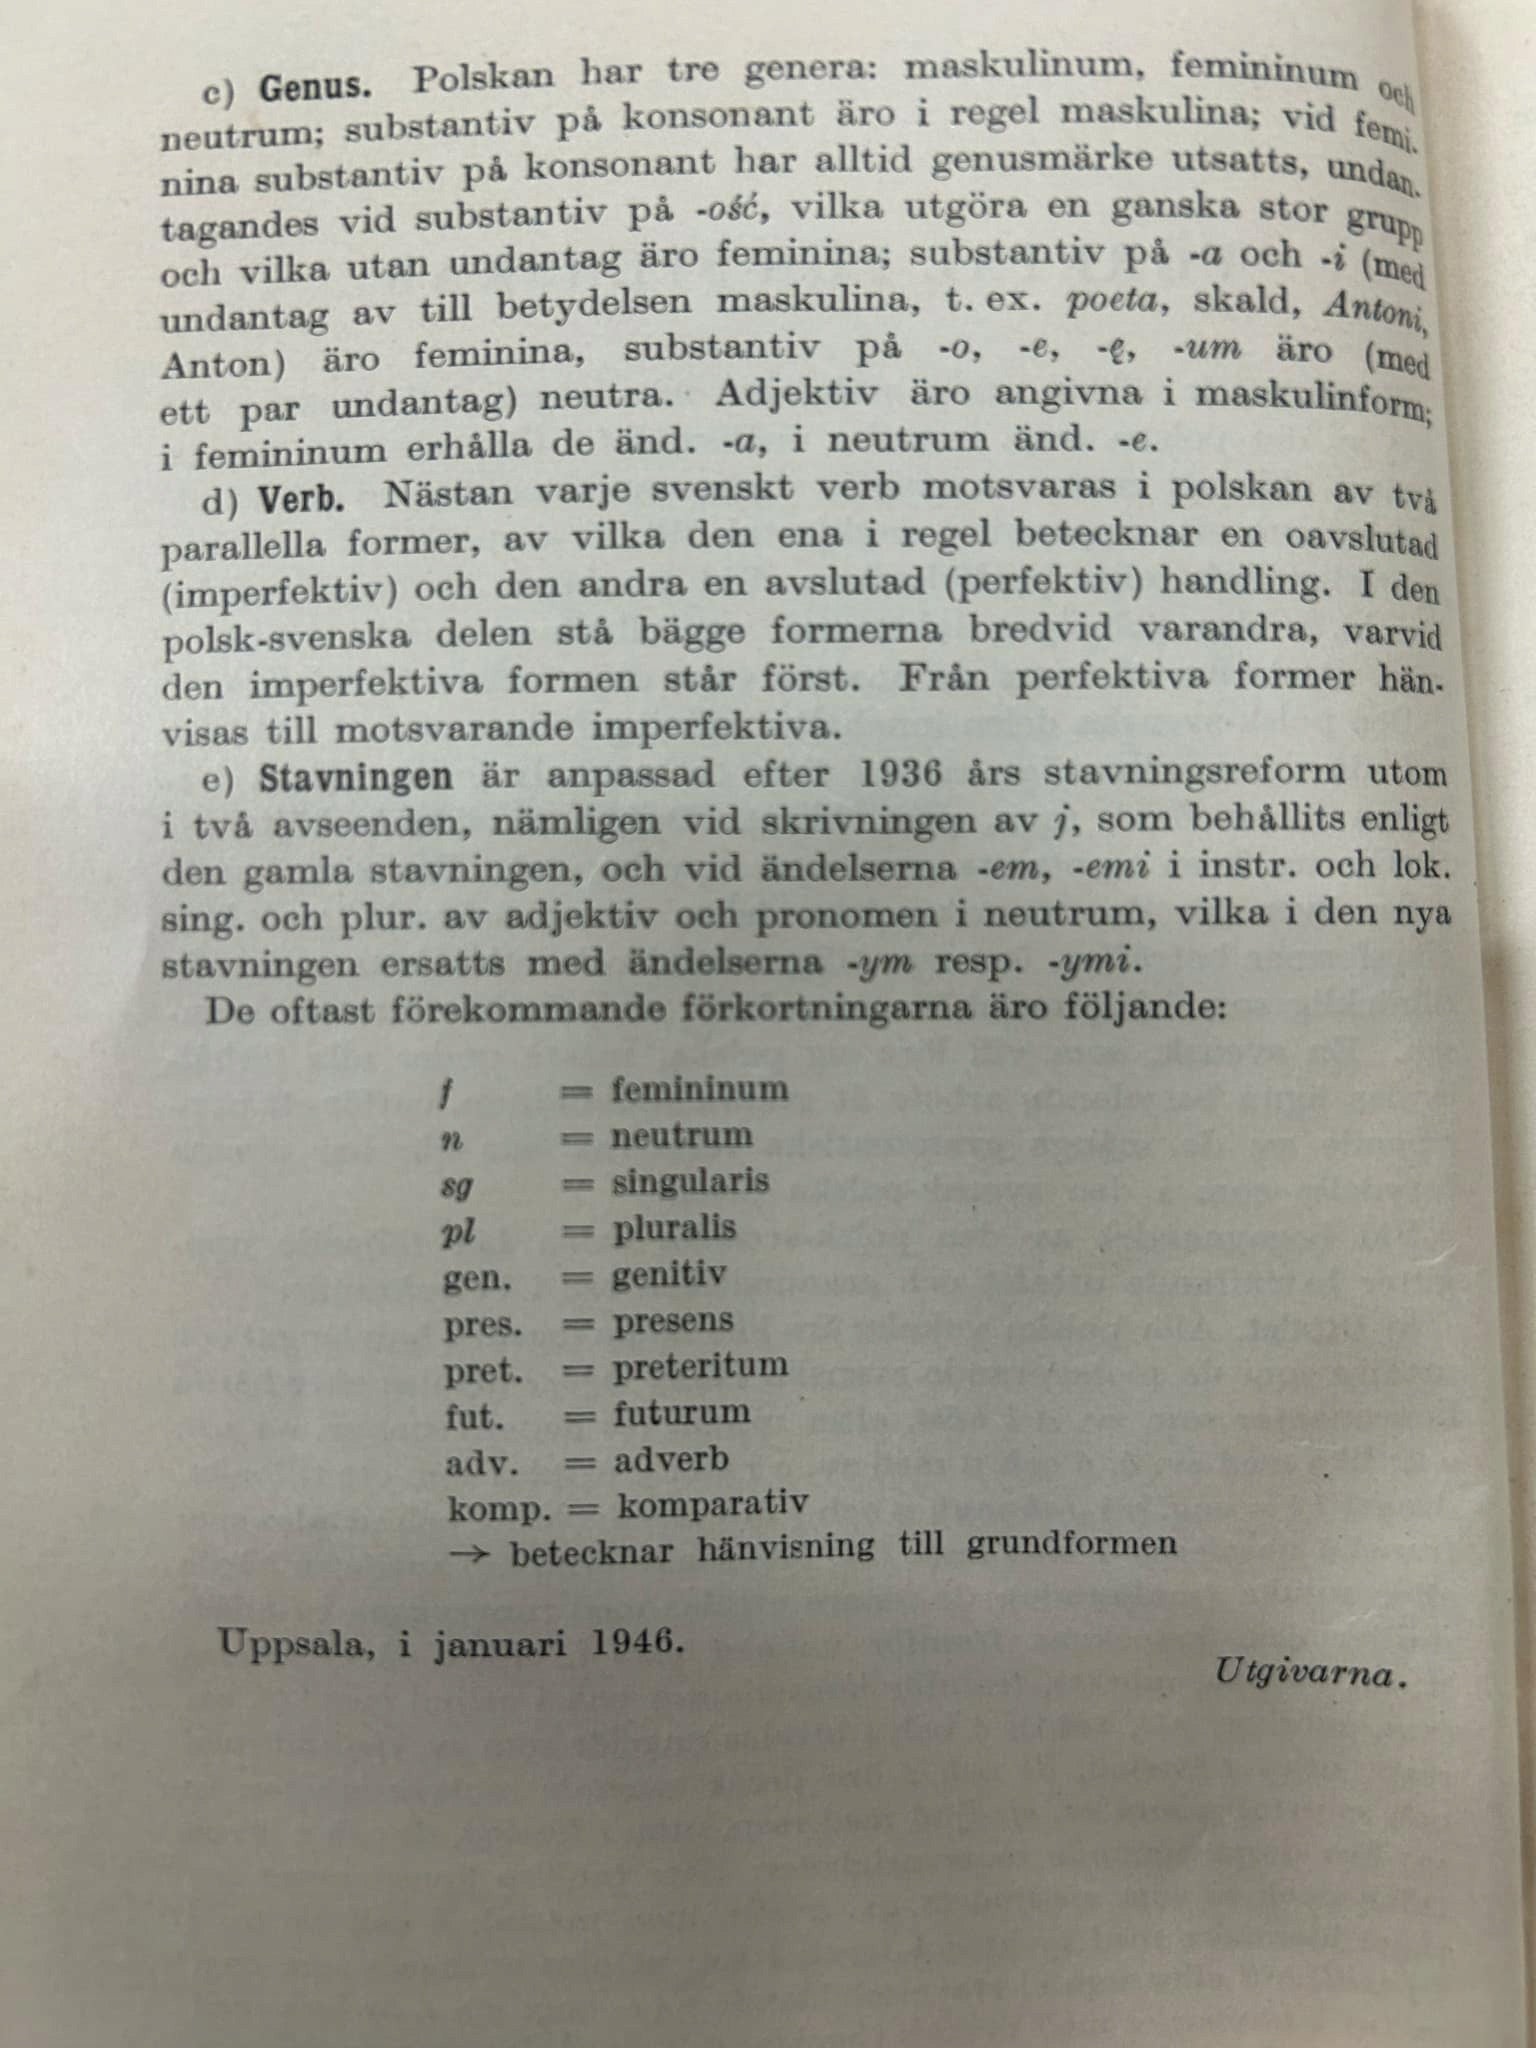 c) Genus. Polskan har tre genera: maskulinum, femininum och
neutrum; substantiv på konsonant äro i regel maskulina; vid femi-
nina substantiv på konsonant har alltid genusmärke utsatts, undan-
tagandes vid substantiv på -ość, vilka utgöra en ganska stor grupp
och vilka utan undantag äro feminina; substantiv på -a och -i (med
undantag av till betydelsen maskulina, t. ex. poeta, skald, Antoni,
Anton) äro feminina, substantiv på -o, -e, -ę, -um äro (med
ett par undantag) neutra. Adjektiv äro angivna i maskulinform;
i femininum erhålla de änd. -a, i neutrum änd. -e.
d) Verb. Nästan varje svenskt verb motsvaras i polskan av två
parallella former, av vilka den ena i regel betecknar en oavslutad
(imperfektiv) och den andra en avslutad (perfektiv) handling. I den
polsk-svenska delen stå bägge formerna bredvid varandra, varvid
den imperfektiva formen står först. Från perfektiva former hän-
visas till motsvarande imperfektiva.
e) Stavningen är anpassad efter 1936 års stavningsreform utom
i två avseenden, nämligen vid skrivningen av j, som behållits enligt
den gamla stavningen, och vid ändelserna -em, -emi i instr. och lok.
sing. och plur. av adjektiv och pronomen i neutrum, vilka i den nya
stavningen ersatts med ändelserna -ym resp. -ymi.
De oftast förekommande förkortningarna äro följande:
f = femininum
n = neutrum
sg = singularis
pl = pluralis
gen. = genitiv
pres. = presens
pret. = preteritum
fut. = futurum
adv. = adverb
komp. = komparativ
→ betecknar hänvisning till grundformen
Uppsala, i januari 1946.
Utgivarna.